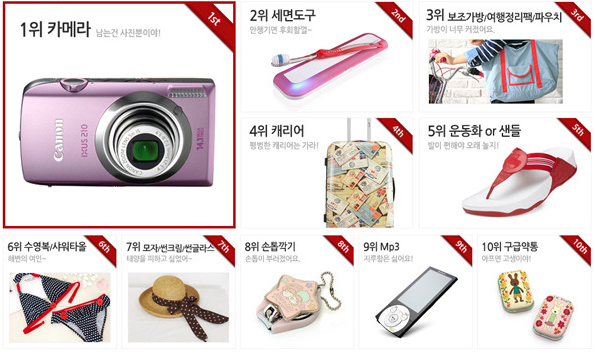 1위 카메라 남는건 사진뿐이야!
1st
Canon
IXUS 210
14.1
2위 세면도구
안챙기면 후회할껄~
2nd
3위 보조가방/여행정리팩/파우치
가방이 너무 커졌어요.
3rd
4위 캐리어
평범한 캐리어는 가라!
4th
5위 운동화 or 샌들
발이 편해야 오래 놀지!
5th
6위 수영복/샤워타올
해변의 여인~
6th
7위 모자/썬크림/썬글라스
태양을 피하고 싶었어~
7th
8위 손톱깍기
손톱이 부러졌어요.
8th
9위 Mp3
지루함은 싫어요!
9th
10위 구급약통
아프면 고생이야!
10th